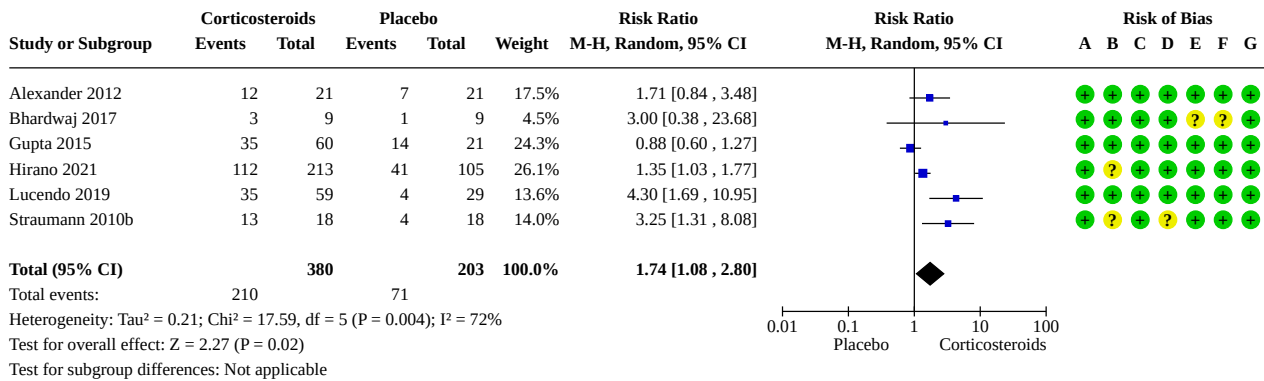 Corticosteroids Placebo Risk Ratio Risk Ratio Risk of Bias
Study or Subgroup Events Total Events Total Weight M-H, Random, 95% CI M-H, Random, 95% CI A B C D E F G
Alexander 2012 12 21 7 21 17.5% 1.71 [0.84 , 3.48] + + + + + + +
Bhardwaj 2017 3 9 1 9 4.5% 3.00 [0.38 , 23.68] + + + + ? ? +
Gupta 2015 35 60 14 21 24.3% 0.88 [0.60 , 1.27] + + + + + + +
Hirano 2021 112 213 41 105 26.1% 1.35 [1.03 , 1.77] + ? + + + + +
Lucendo 2019 35 59 4 29 13.6% 4.30 [1.69 , 10.95] + + + + + + +
Straumann 2010b 13 18 4 18 14.0% 3.25 [1.31 , 8.08] + ? + ? + + +
Total (95% CI) 380 203 100.0% 1.74 [1.08 , 2.80]
Total events: 210 71
Heterogeneity: Tau² = 0.21; Chi² = 17.59, df = 5 (P = 0.004); I² = 72%
0.01 0.1 1 10 100
Test for overall effect: Z = 2.27 (P = 0.02)
Placebo Corticosteroids
Test for subgroup differences: Not applicable